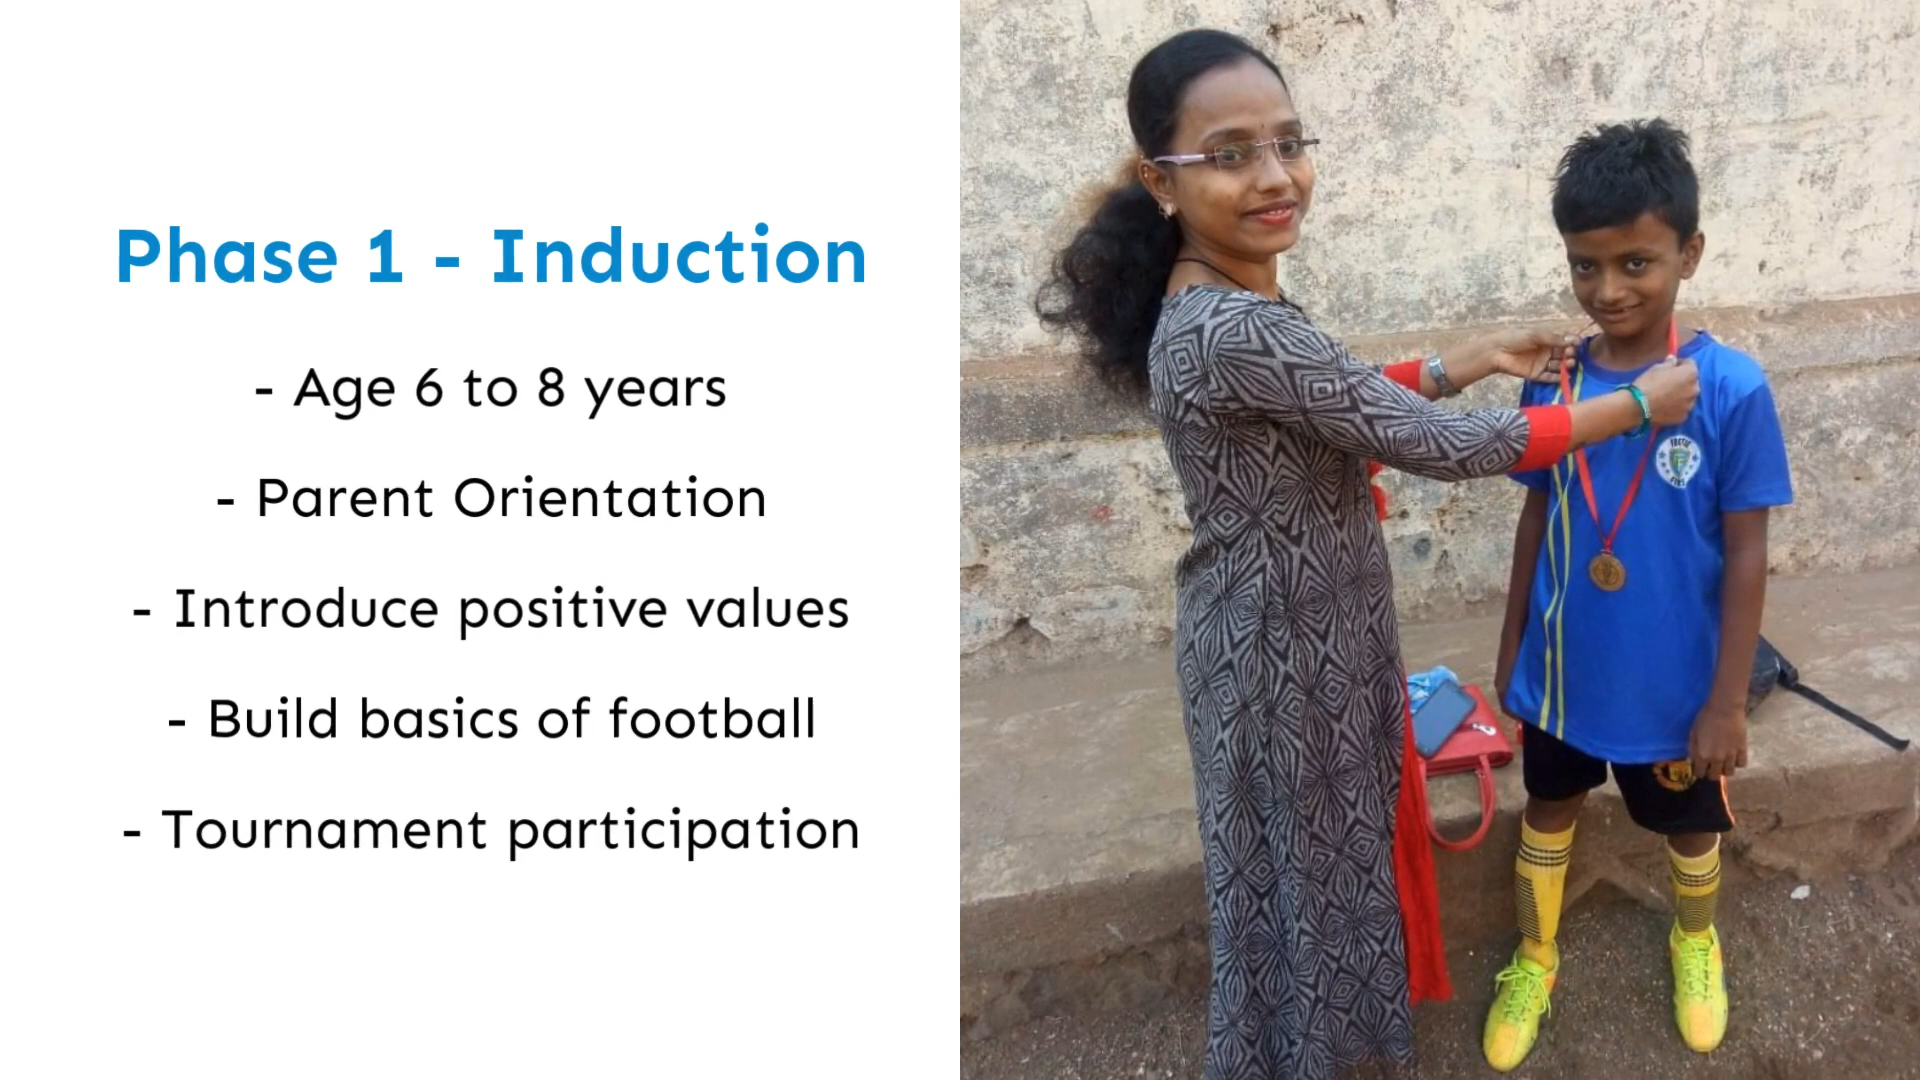 Phase 1 - Induction
- Age 6 to 8 years
- Parent Orientation
- Introduce positive values
- Build basics of football
- Tournament participation